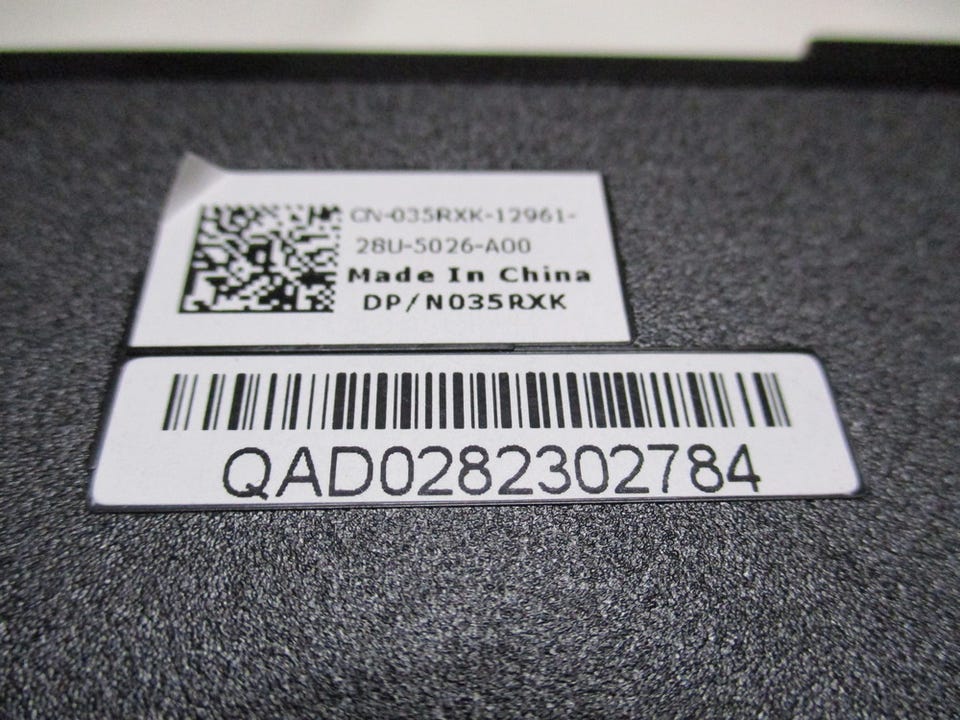 CN-035RXK-12961-
28U-5026-A00
Made In China
DP/N035RXK
QAD0282302784